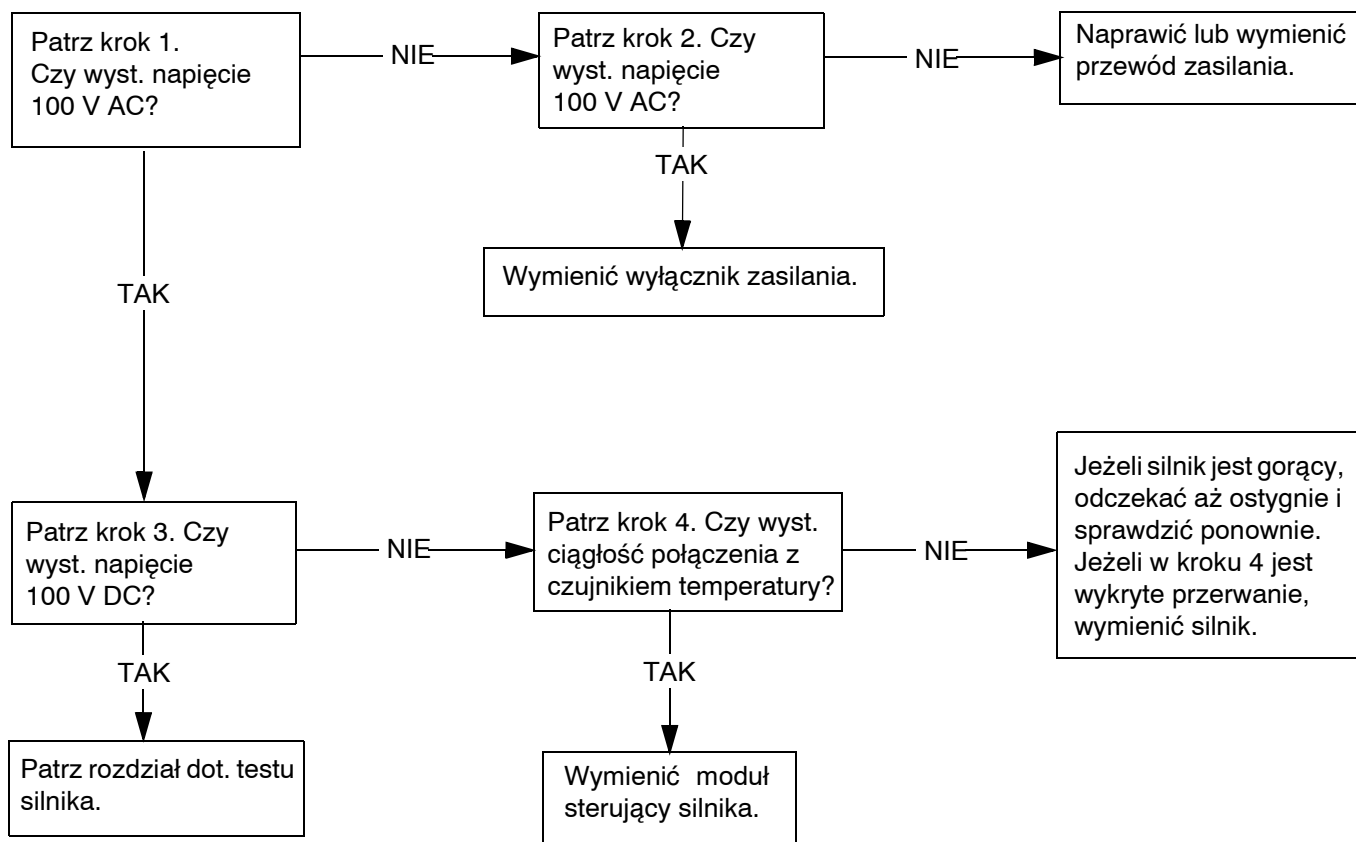 Patrz krok 1.
Czy wyst. napięcie
100 V AC?
NIE
Patrz krok 2. Czy
wyst. napięcie
100 V AC?
NIE
Naprawić lub wymienić
przewód zasilania.
TAK
Wymienić wyłącznik zasilania.
TAK
Patrz krok 3. Czy
wyst. napięcie
100 V DC?
NIE
Patrz krok 4. Czy wyst.
ciągłość połączenia z
czujnikiem temperatury?
NIE
Jeżeli silnik jest gorący,
odczekać aż ostygnie i
sprawdzić ponownie.
Jeżeli w kroku 4 jest
wykryte przerwanie,
wymienić silnik.
TAK
Patrz rozdział dot. testu
silnika.
TAK
Wymienić moduł
sterujący silnika.